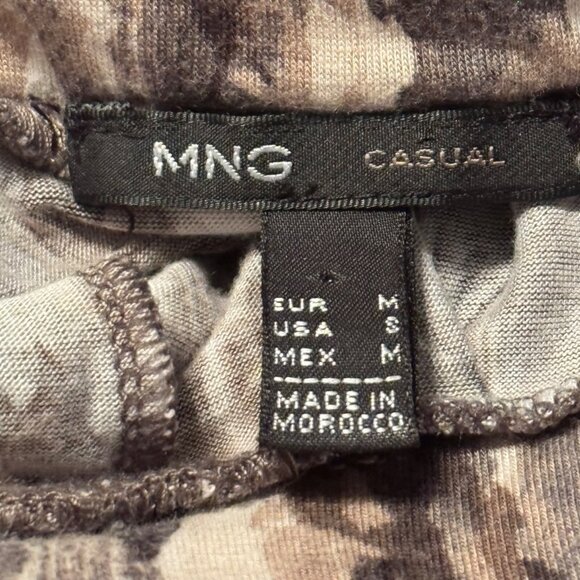 MNG CASUAL
EUR M
USA S
MEX M
MADE IN
MOROCCO